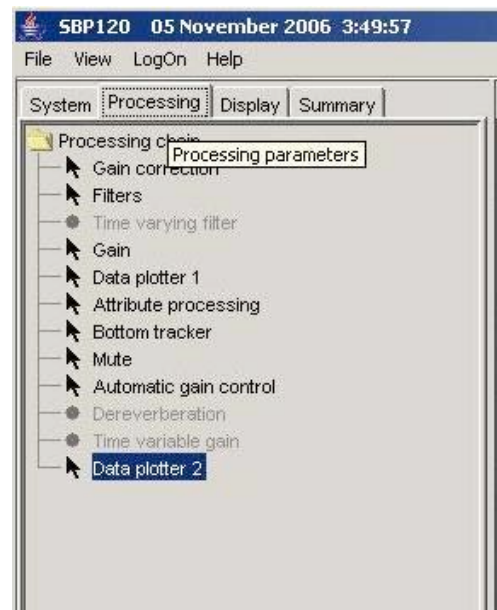 SBP120 05 November 2006 3:49:57
File View LogOn Help
System Processing Display Summary
Processing chain
Processing parameters
Gain correction
Filters
Time varying filter
Gain
Data plotter 1
Attribute processing
Bottom tracker
Mute
Automatic gain control
Dereverberation
Time variable gain
Data plotter 2